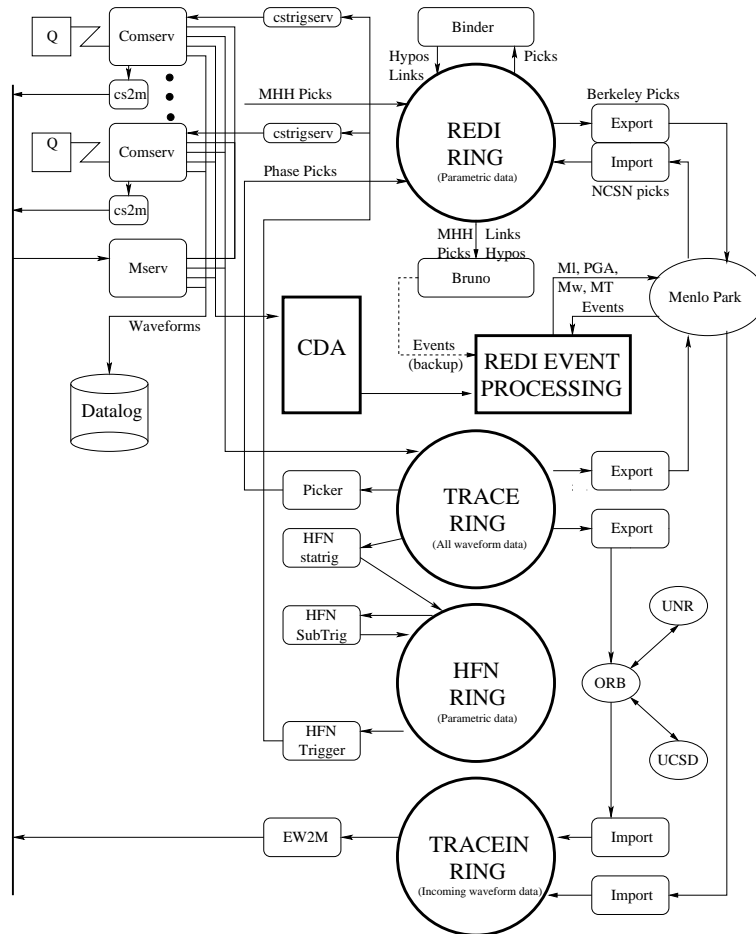 Q
Comserv
cstrigserv
Binder
Hypos
Links
Picks
cs2m
MHH Picks
Berkeley Picks
Export
Q
Comserv
cstrigserv
REDI
RING
(Parametric data)
Import
Phase Picks
NCSN picks
cs2m
MHH
Picks
Links
Hypos
Mserv
Bruno
Ml, PGA,
Mw, MT
Menlo Park
Waveforms
Events
CDA
Events
(backup)
REDI EVENT
PROCESSING
Datalog
Picker
TRACE
RING
(All waveform data)
Export
Export
HFN
statrig
HFN
SubTrig
UNR
HFN
RING
(Parametric data)
ORB
HFN
Trigger
UCSD
EW2M
TRACEIN
RING
(Incoming waveform data)
Import
Import